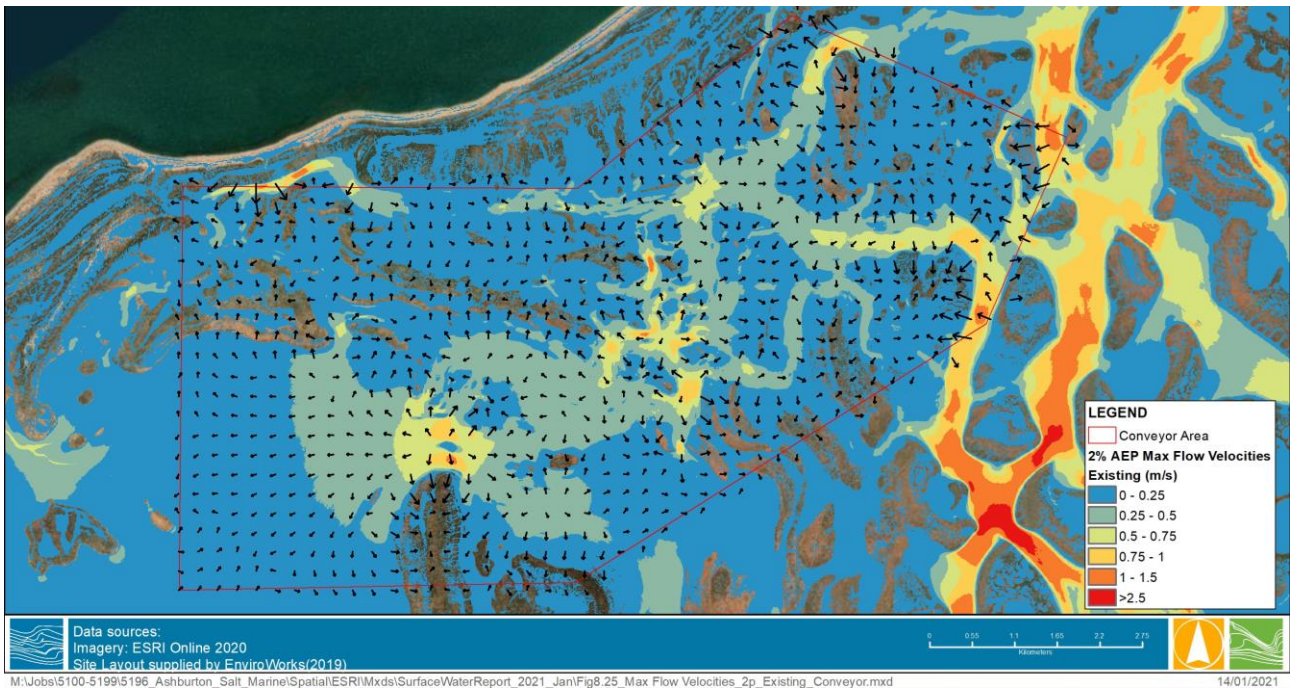 LEGEND
Conveyor Area
2% AEP Max Flow Velocities
Existing (m/s)
0 - 0.25
0.25 - 0.5
0.5 - 0.75
0.75 - 1
1 - 1.5
>2.5
Data sources:
Imagery: ESRI Online 2020
Site Layout supplied by EnviroWorks(2019)
0 0.55 1.1 1.65 2.2 2.75
Kilometers
M:\Jobs\5100-5199\5196_Ashburton_Salt_Marine\Spatial\ESRI\Mxds\SurfaceWaterReport_2021_Jan\Fig8.25_Max Flow Velocities_2p_Existing_Conveyor.mxd 14/01/2021